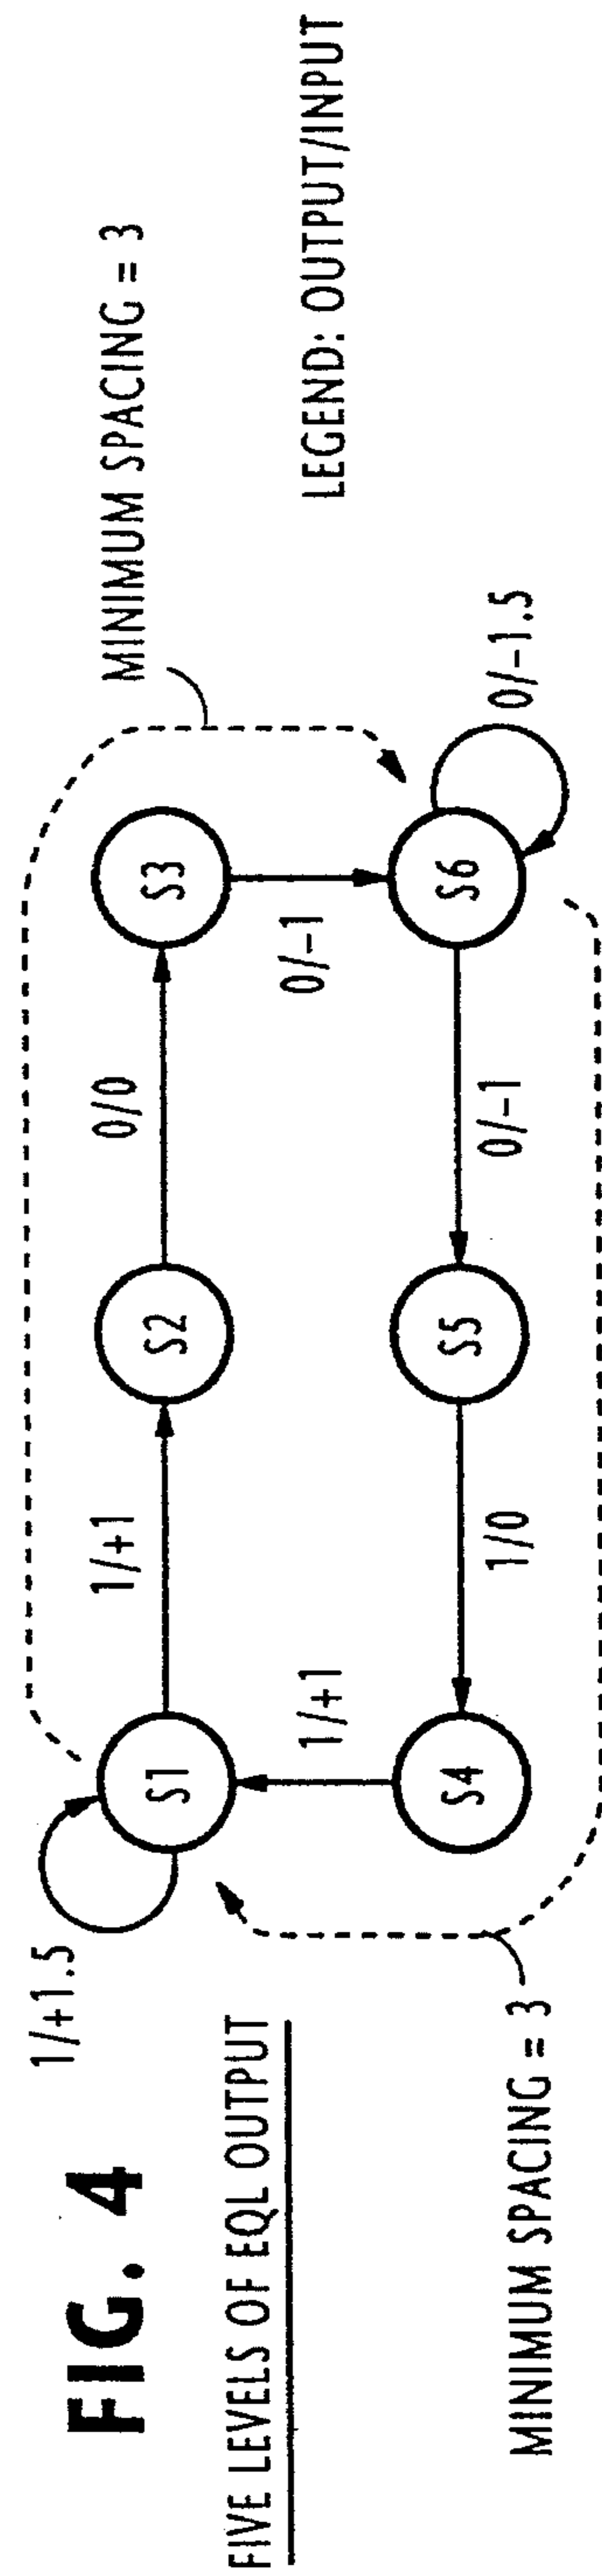 FIG. 4
FIVE LEVELS OF EQL OUTPUT
MINIMUM SPACING = 3
1/+1.5
S1
1/+1
S2
0/0
S3
0/-1
S6
0/-1.5
0/-1
S5
1/0
S4
1/+1
MINIMUM SPACING = 3
LEGEND: OUTPUT/INPUT